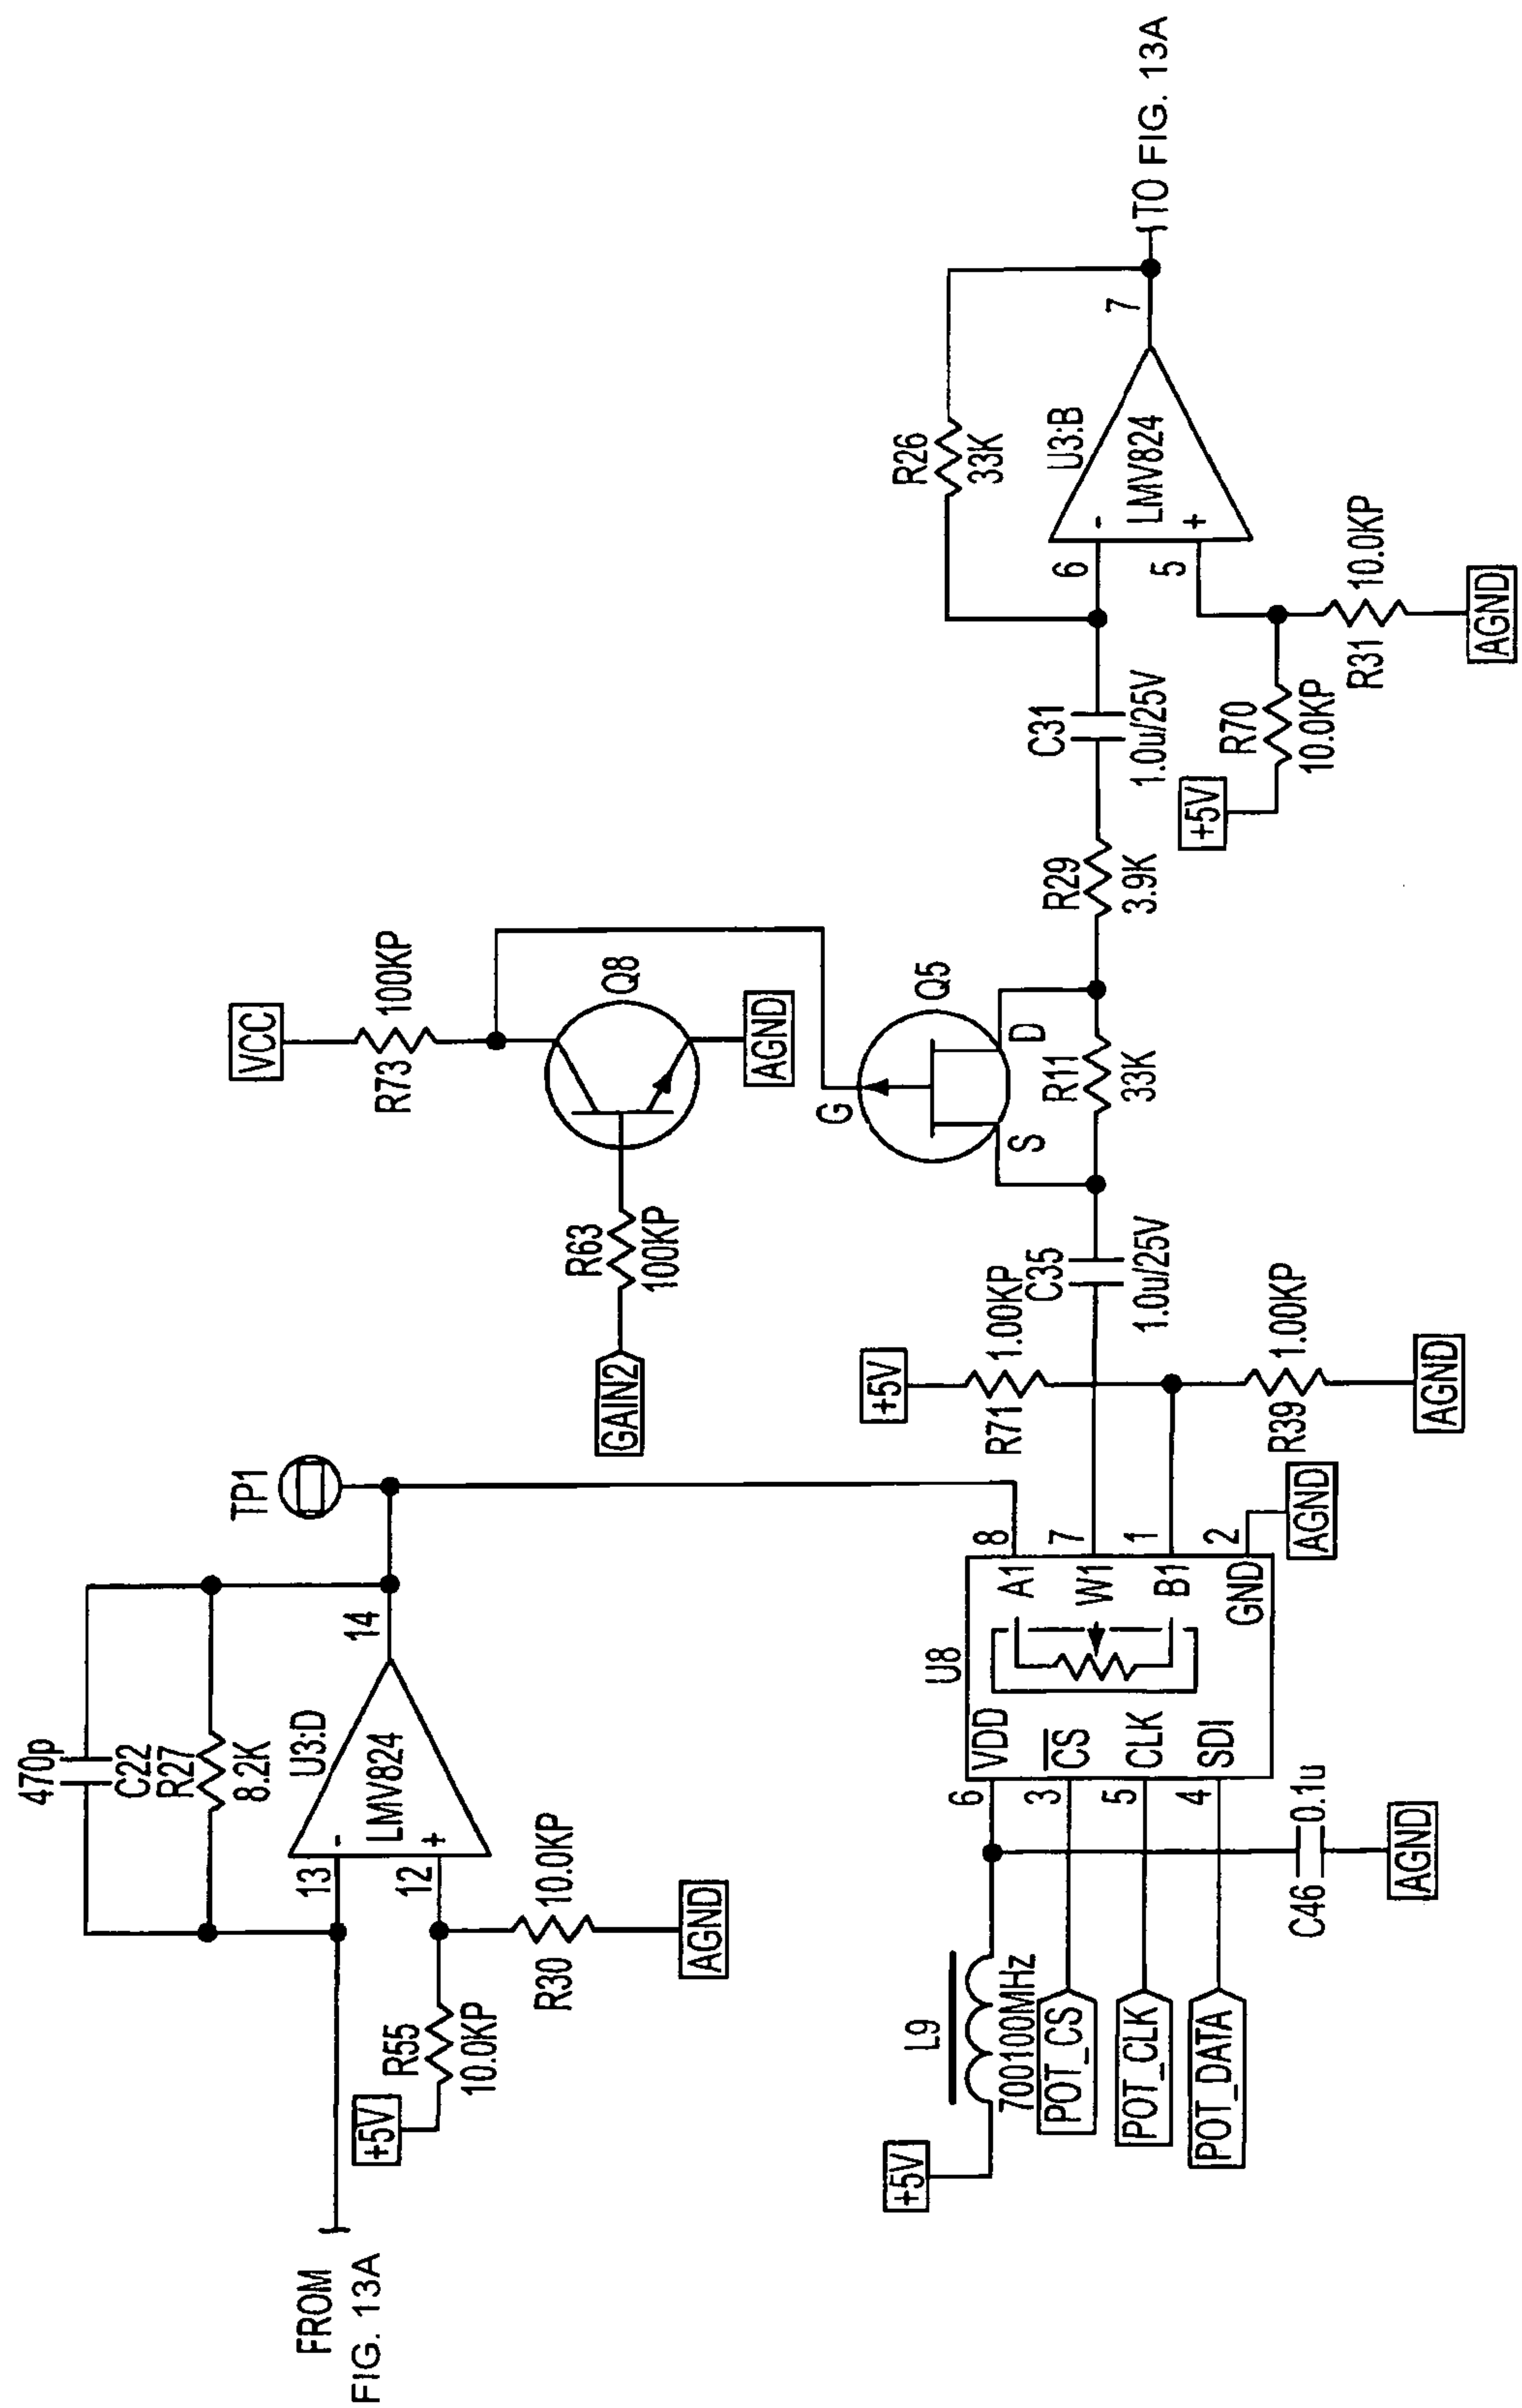 FROM
FIG. 13A
470p
C22
R27
8.2K
U3:D
LMV824
-
+
13
12
14
TP1
+5V
R55
10.0KP
R30
10.0KP
AGND
VCC
R73
100KP
Q8
AGND
GAIN2
R63
100KP
G
Q5
S
D
R11
33K
R29
3.9K
C31
1.0u/25V
R26
33K
U3:B
LMV824
-
+
6
5
7
TO FIG. 13A
+5V
R70
10.0KP
R31
10.0KP
AGND
+5V
L9
700100MHz
POT_CS
POT_CLK
POT_DATA
6
3
5
4
U8
VDD
CS
CLK
SDI
A1
W1
B1
GND
8
7
1
2
AGND
C46
0.1u
AGND
+5V
R71
1.00KP
C35
1.0u/25V
R39
1.00KP
AGND